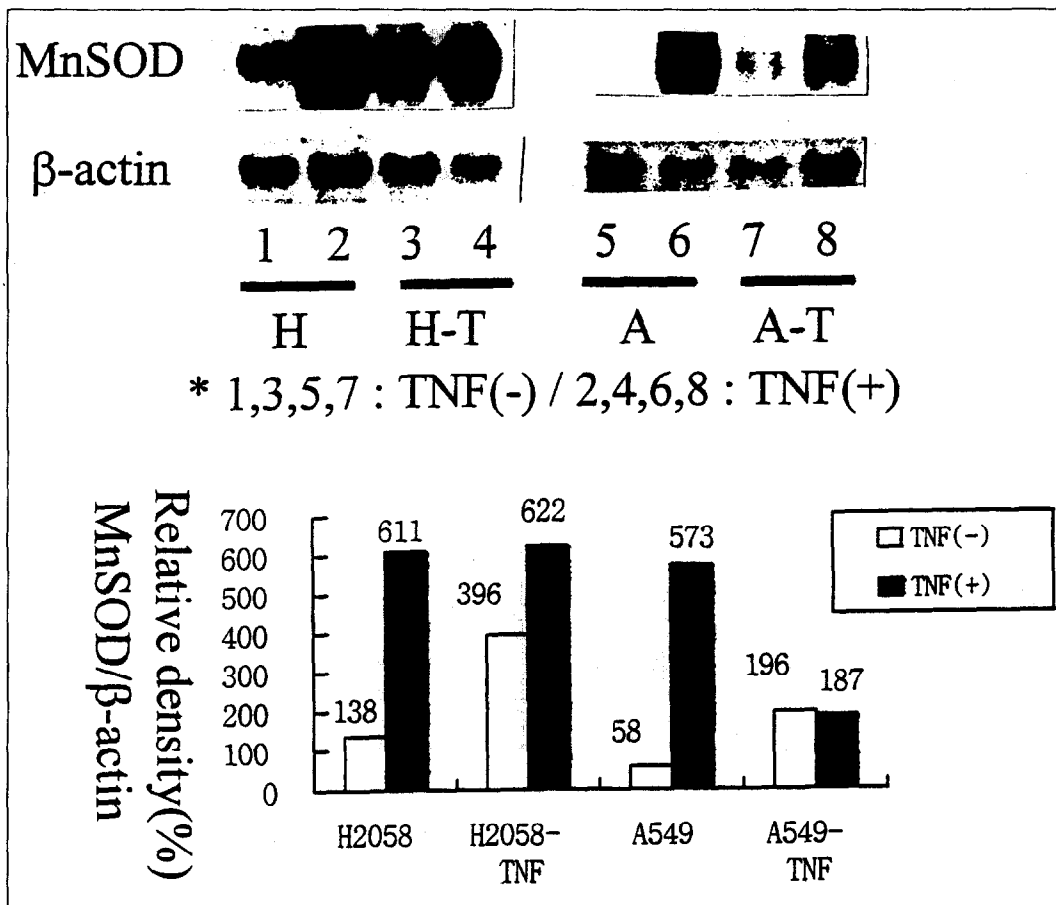 MnSOD
β-actin
1 2 3 4 5 6 7 8
H H-T A A-T
* 1,3,5,7 : TNF(-) / 2,4,6,8 : TNF(+)
Relative density(%)
MnSOD/β-actin
700
600
500
400
300
200
100
0
138
611
396
622
58
573
196
187
TNF(-)
TNF(+)
H2058
H2058-
TNF
A549
A549-
TNF